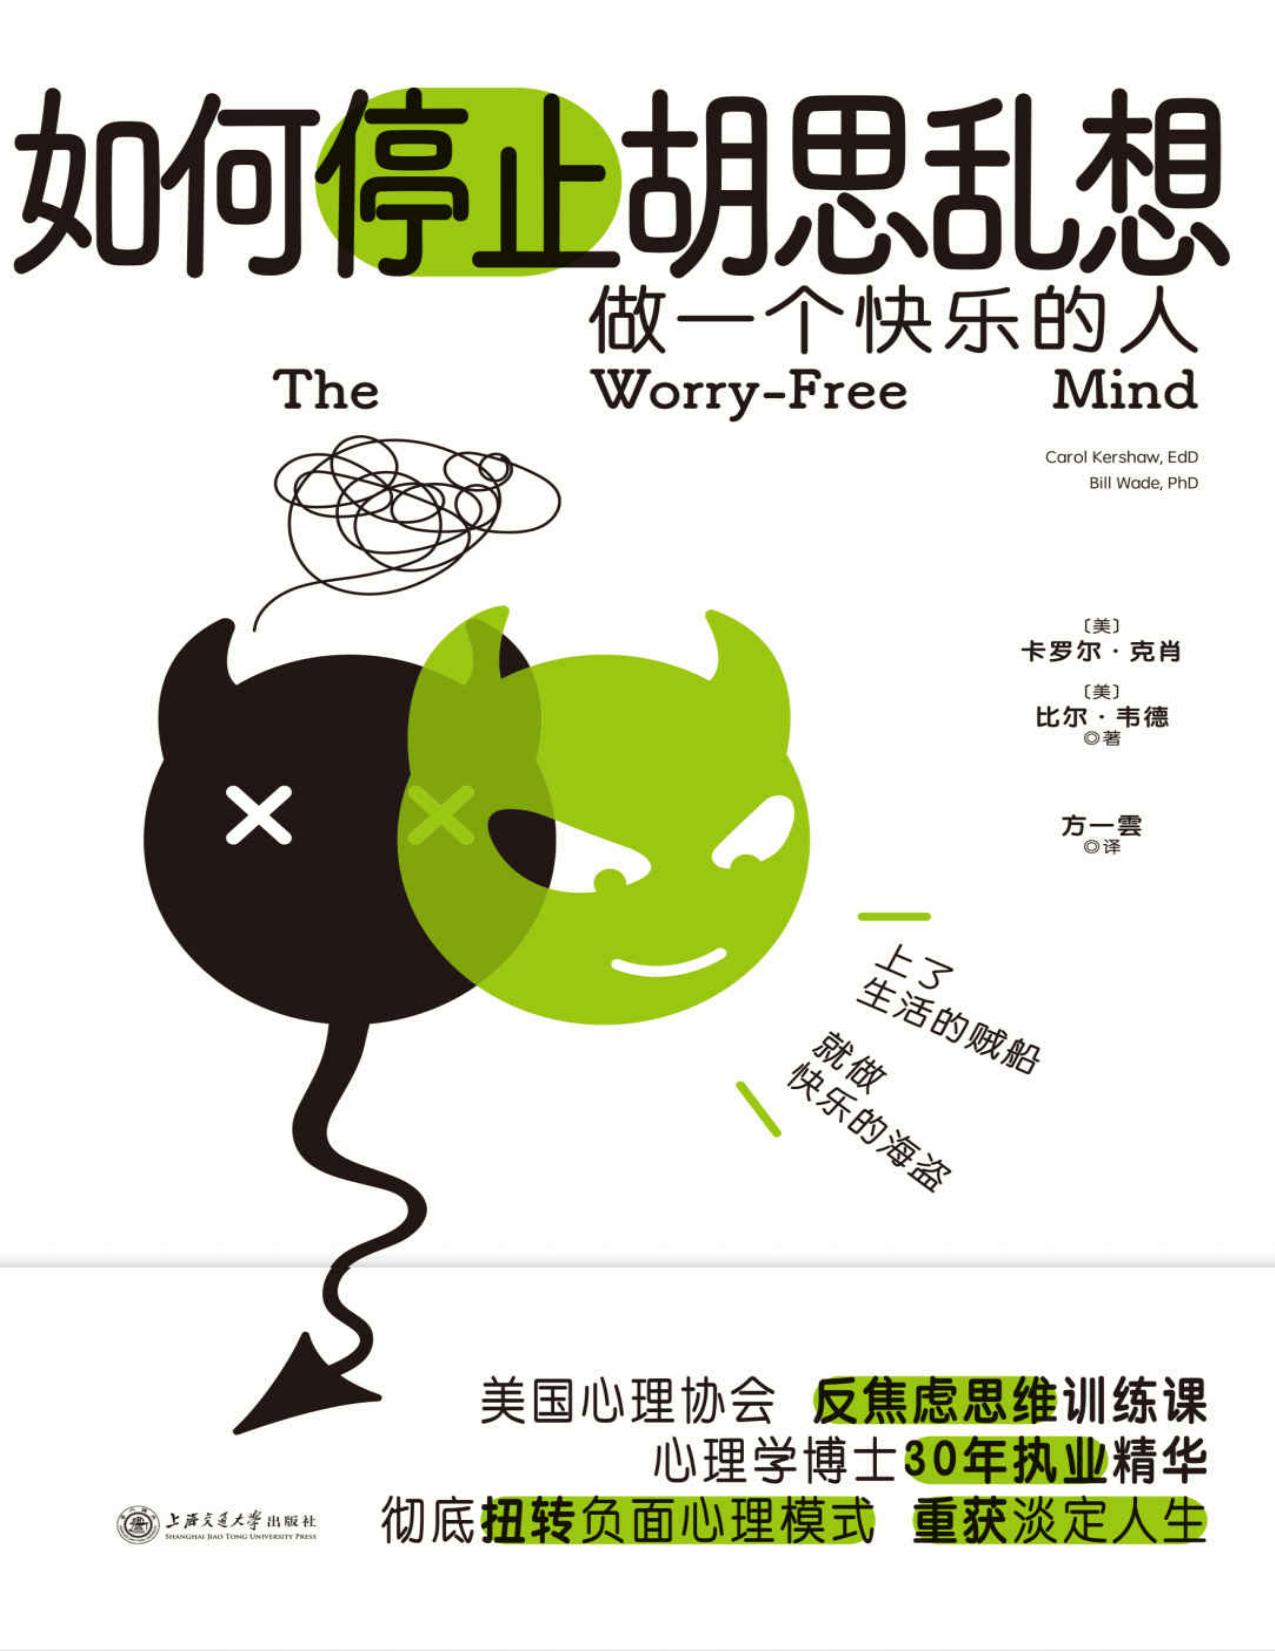 如何停止胡思乱想
做一个快乐的人
The Worry-Free Mind
Carol Kershaw, EdD
Bill Wade, PhD
〔美〕
卡罗尔·克肖
〔美〕
比尔·韦德
◎著
方一雲
◎译
上了
生活的贼船
就做
快乐的海盗
美国心理协会 反焦虑思维训练课
心理学博士30年执业精华
彻底扭转负面心理模式 重获淡定人生
上海交通大学出版社
SHANGHAI JIAO TONG UNIVERSITY PRESS